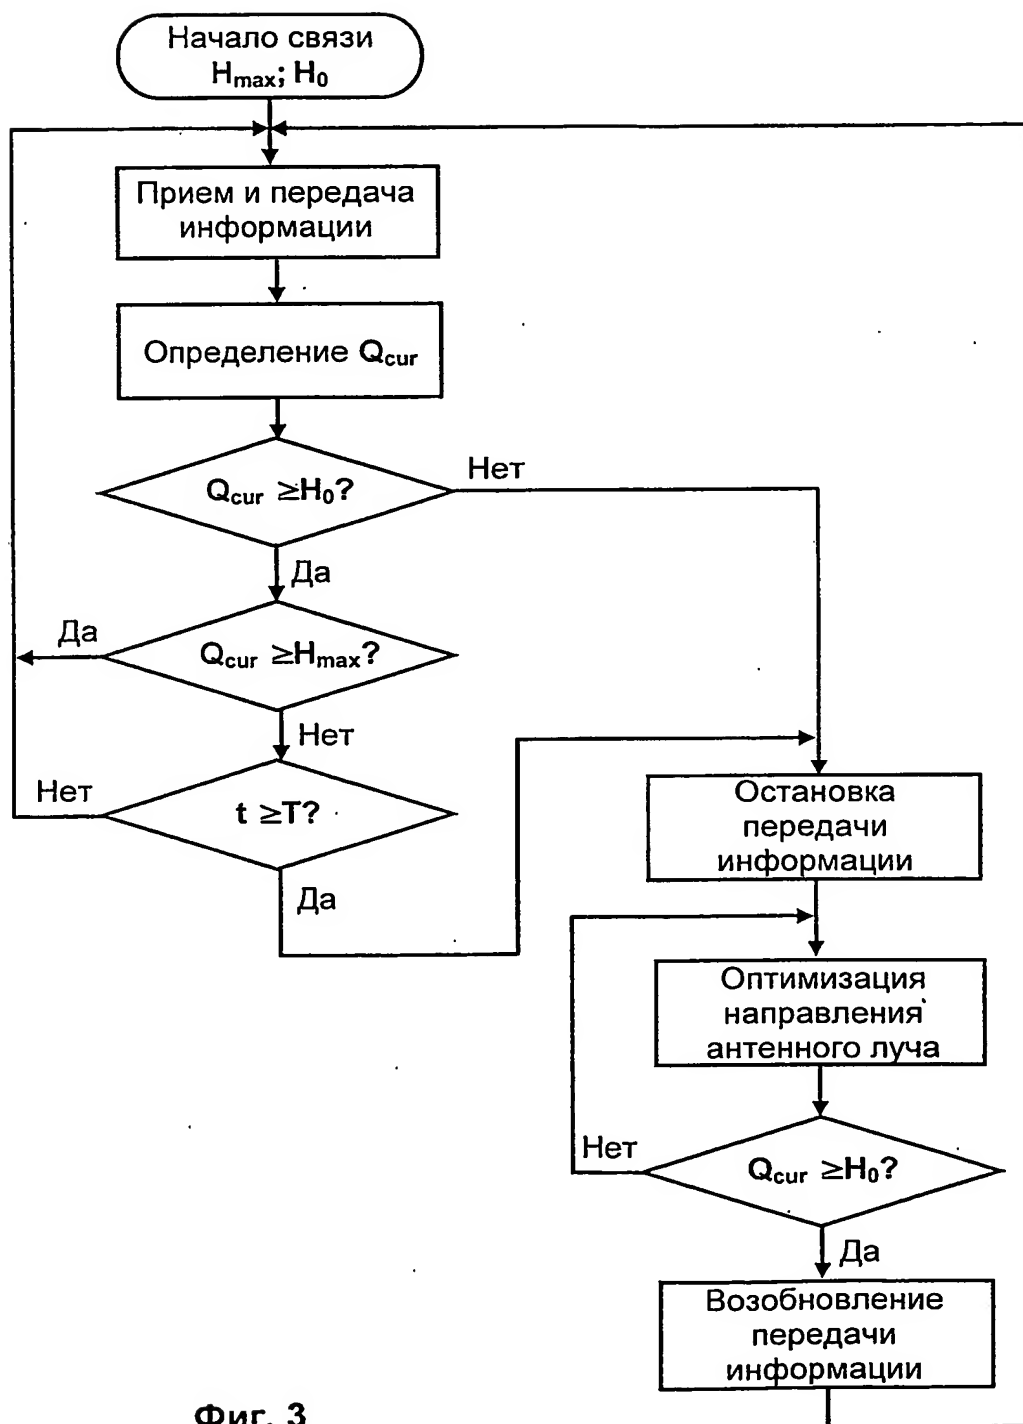 Начало связи
Hmax; H0
Прием и передача
информации
Определение Qcur
Qcur ≥H0?
Нет
Да
Qcur ≥Hmax?
Да
Нет
t ≥T?
Нет
Да
Остановка
передачи
информации
Оптимизация
направления
антенного луча
Qcur ≥H0?
Нет
Да
Возобновление
передачи
информации
Фиг. 3